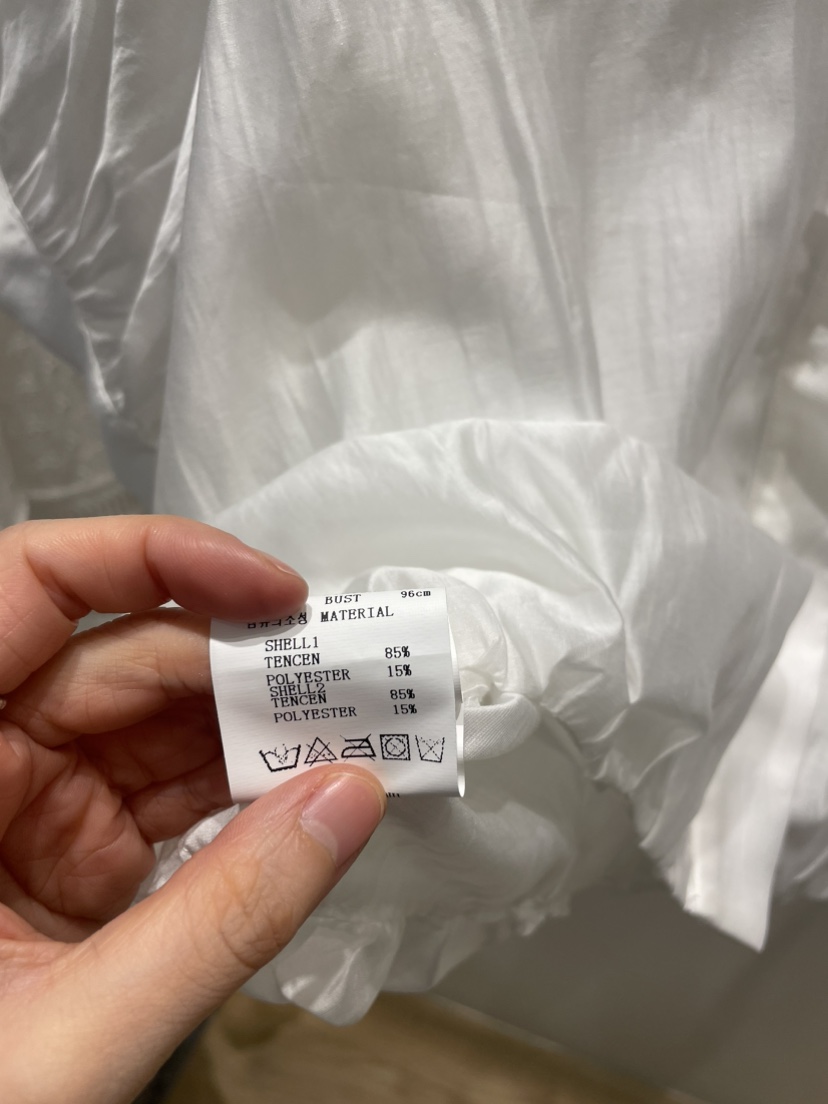 BUST 96cm
MATERIAL
SHELL1
TENCEN 85%
POLYESTER 15%
SHELL2
TENCEN 85%
POLYESTER 15%